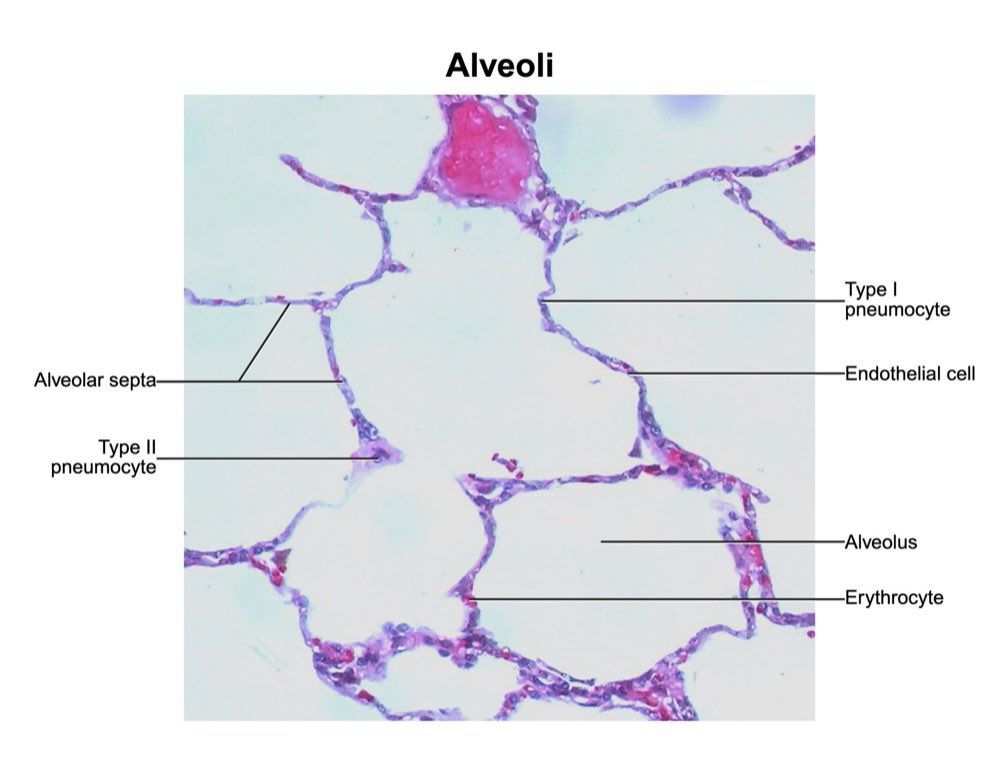 Alveoli
Type I
pneumocyte
Endothelial cell
Alveolar septa
Type II
pneumocyte
Alveolus
Erythrocyte